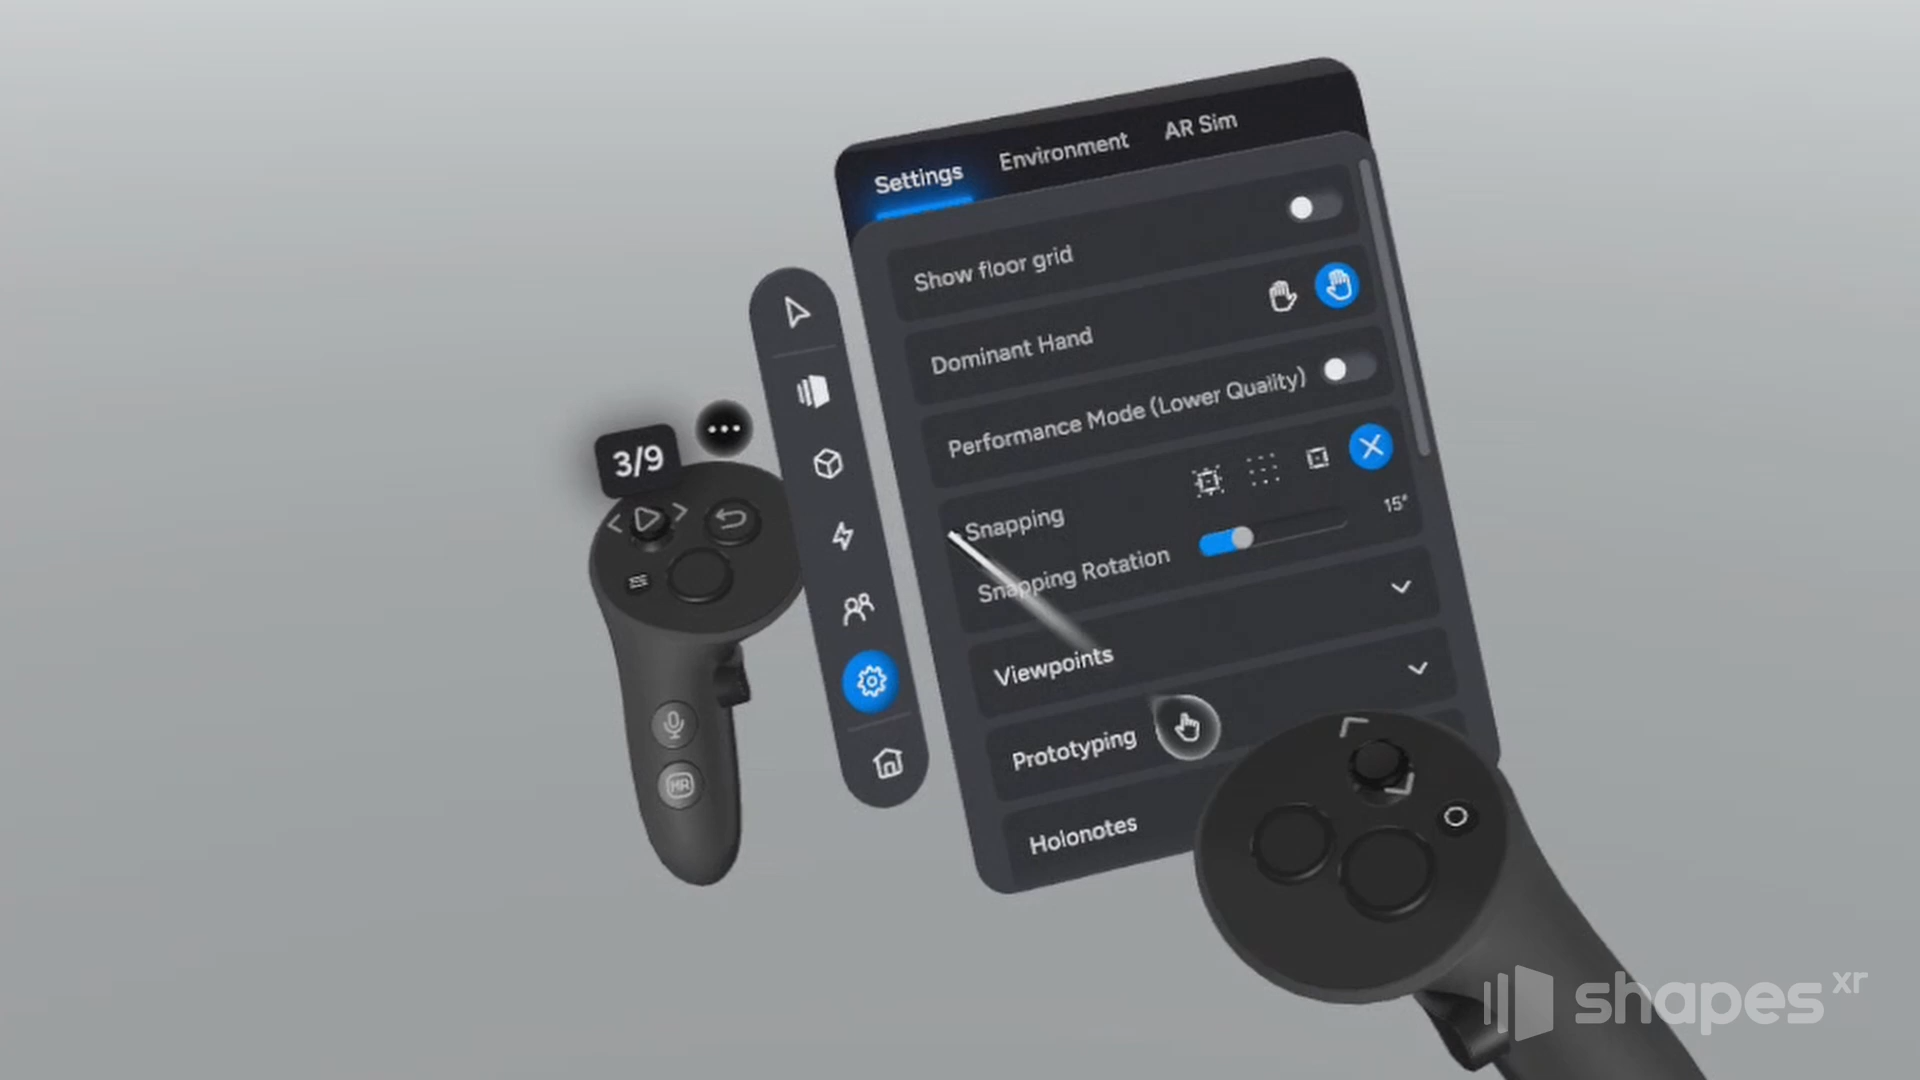 Settings
Environment
AR Sim
Show floor grid
Dominant Hand
Performance Mode (Lower Quality)
Snapping
Snapping Rotation
15°
Viewpoints
Prototyping
Holonotes
3/9
MR
shapes xr